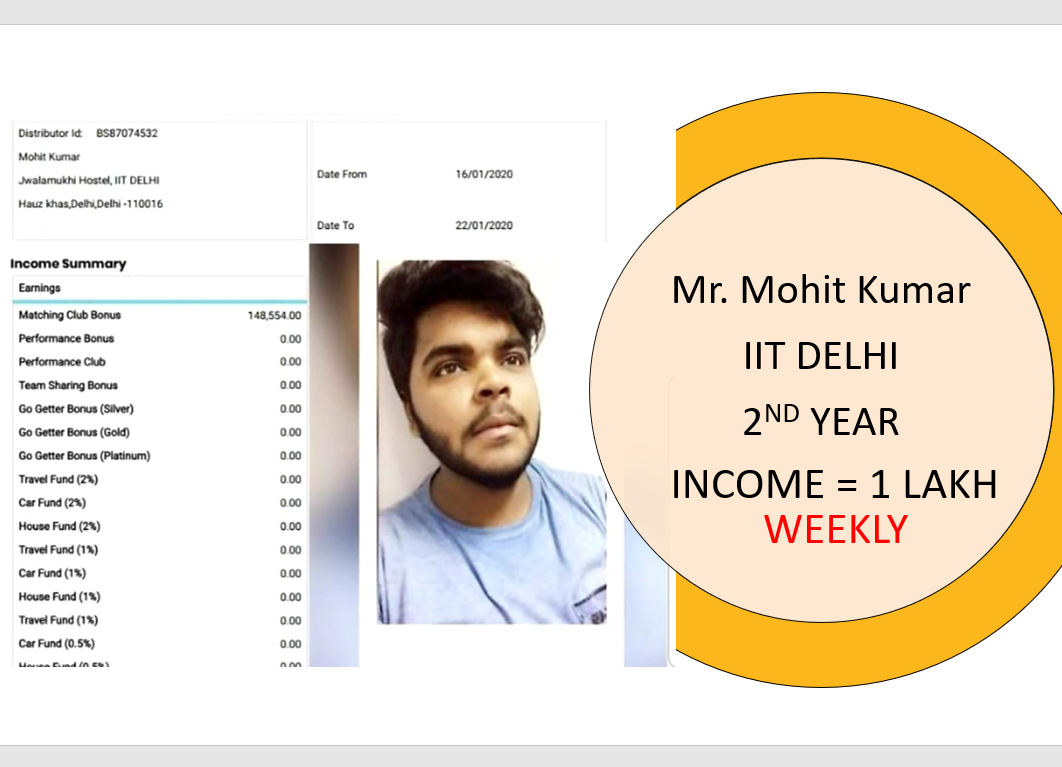 Distributor Id: BS87074532
Mohit Kumar
Jwalamukhi Hostel, IIT DELHI
Hauz khas,Delhi,Delhi -110016
Date From 16/01/2020
Date To 22/01/2020
Income Summary
Earnings
Matching Club Bonus 148,554.00
Performance Bonus 0.00
Performance Club 0.00
Team Sharing Bonus 0.00
Go Getter Bonus (Silver) 0.00
Go Getter Bonus (Gold) 0.00
Go Getter Bonus (Platinum) 0.00
Travel Fund (2%) 0.00
Car Fund (2%) 0.00
House Fund (2%) 0.00
Travel Fund (1%) 0.00
Car Fund (1%) 0.00
House Fund (1%) 0.00
Travel Fund (1%) 0.00
Car Fund (0.5%) 0.00
House Fund (0.5%) 0.00
Mr. Mohit Kumar
IIT DELHI
2ND YEAR
INCOME = 1 LAKH
WEEKLY